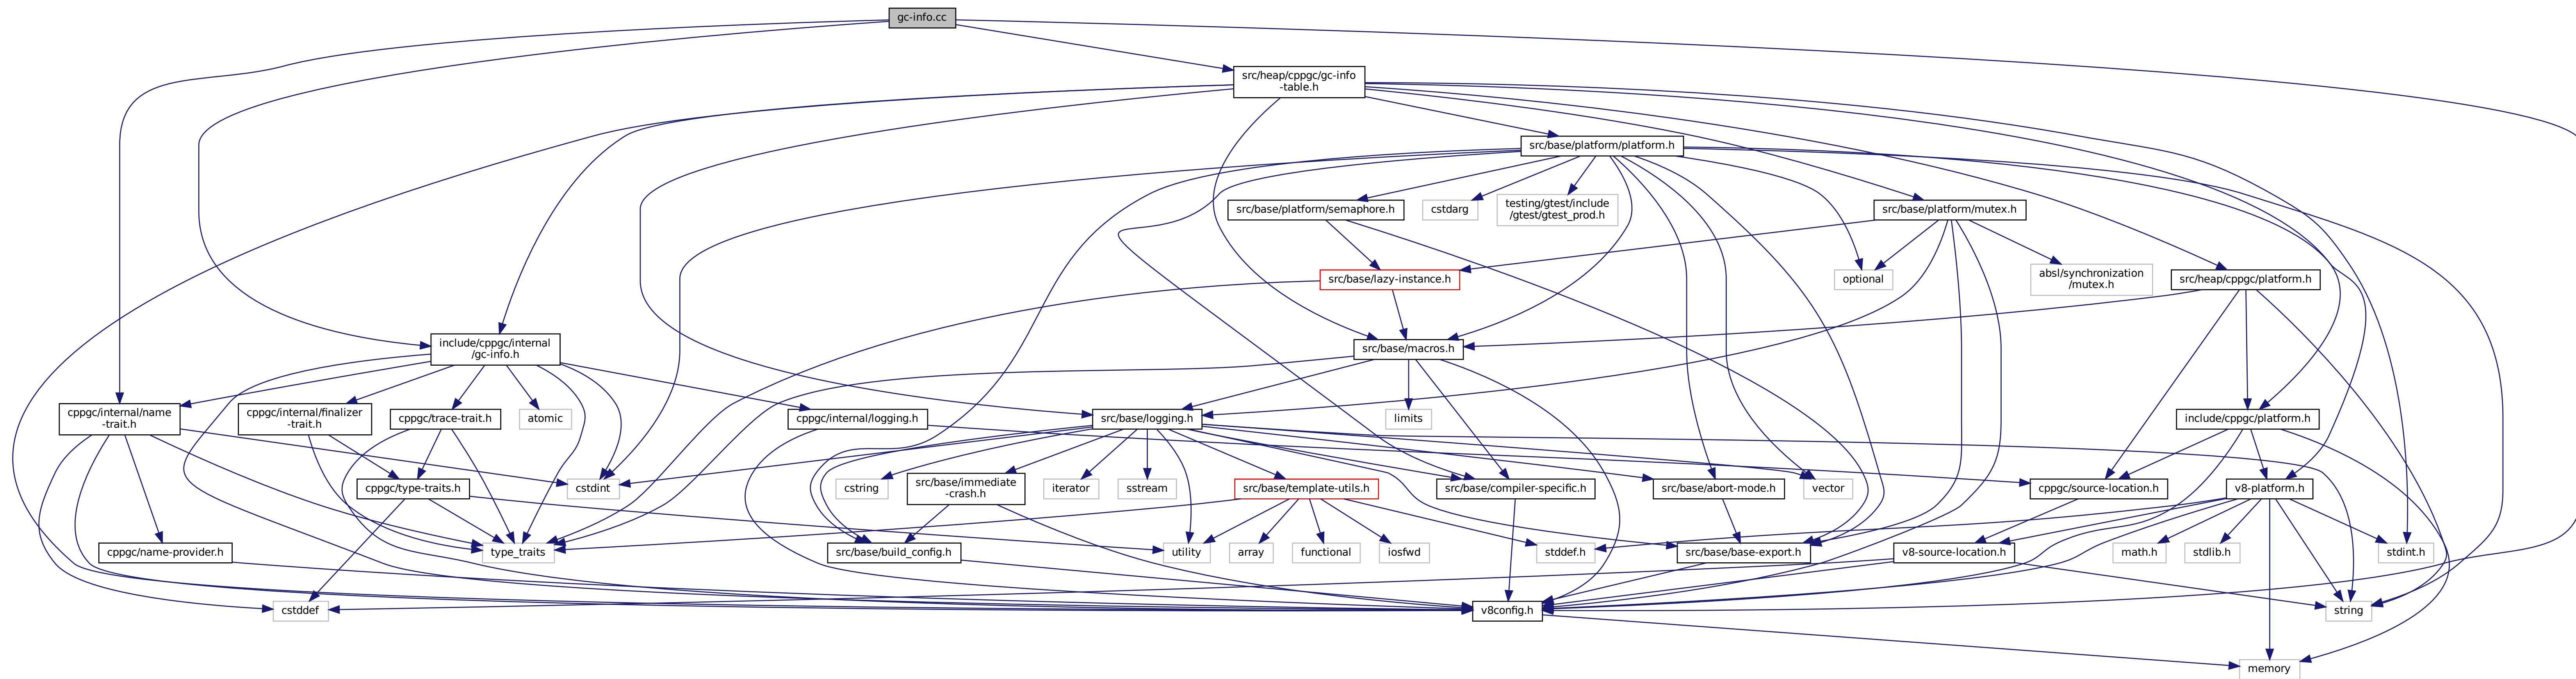 gc-info.cc
src/heap/cppgc/gc-info
-table.h
src/base/platform/platform.h
src/base/platform/semaphore.h
cstdarg
testing/gtest/include
/gtest/gtest_prod.h
src/base/platform/mutex.h
src/base/lazy-instance.h
optional
absl/synchronization
/mutex.h
src/heap/cppgc/platform.h
include/cppgc/internal
/gc-info.h
src/base/macros.h
cppgc/internal/name
-trait.h
cppgc/internal/finalizer
-trait.h
cppgc/trace-trait.h
atomic
cppgc/internal/logging.h
src/base/logging.h
limits
include/cppgc/platform.h
cppgc/type-traits.h
cstdint
cstring
src/base/immediate
-crash.h
iterator
sstream
src/base/template-utils.h
src/base/compiler-specific.h
src/base/abort-mode.h
vector
cppgc/source-location.h
v8-platform.h
cppgc/name-provider.h
type_traits
src/base/build_config.h
utility
array
functional
iosfwd
stddef.h
src/base/base-export.h
v8-source-location.h
math.h
stdlib.h
stdint.h
cstddef
v8config.h
string
memory